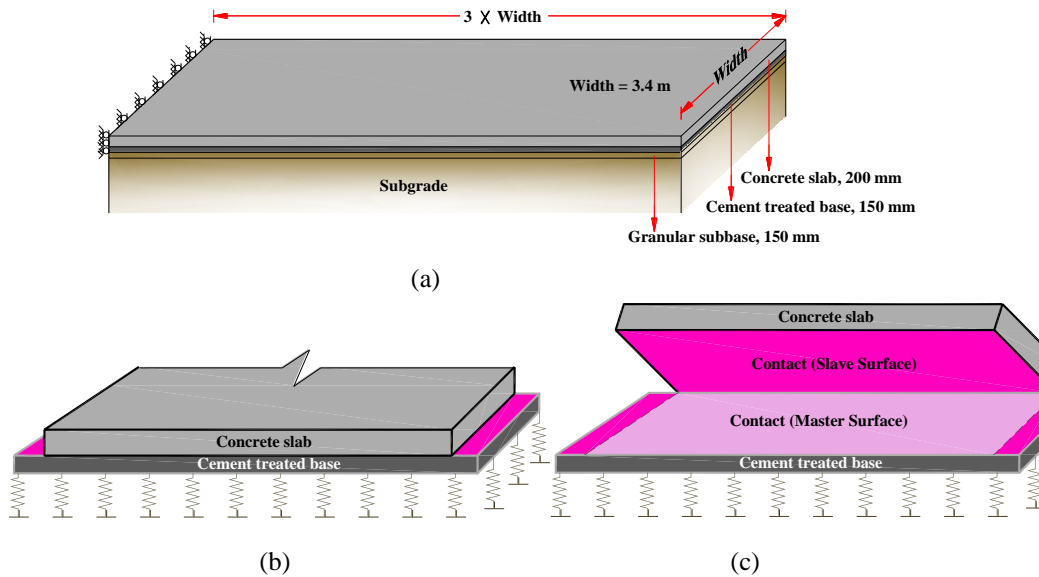 3 X Width
Width
Width = 3.4 m
Subgrade
Concrete slab, 200 mm
Cement treated base, 150 mm
Granular subbase, 150 mm
(a)
Concrete slab
Cement treated base
(b)
Concrete slab
Contact (Slave Surface)
Contact (Master Surface)
Cement treated base
(c)